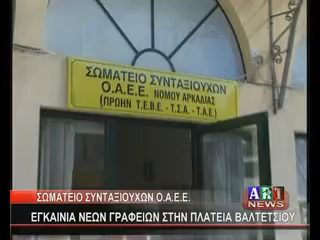 ΣΩΜΑΤΕΙΟ ΣΥΝΤΑΞΙΟΥΧΩΝ
Ο.Α.Ε.Ε. ΝΟΜΟΥ ΑΡΚΑΔΙΑΣ
(ΠΡΩΗΝ Τ.Ε.Β.Ε. - Τ.Σ.Α. - Τ.Α.Ε.)
ΣΩΜΑΤΕΙΟ ΣΥΝΤΑΞΙΟΥΧΩΝ Ο.Α.Ε.Ε.
ART
NEWS
ΕΓΚΑΙΝΙΑ ΝΕΩΝ ΓΡΑΦΕΙΩΝ ΣΤΗΝ ΠΛΑΤΕΙΑ ΒΑΛΤΕΤΣΙΟΥ